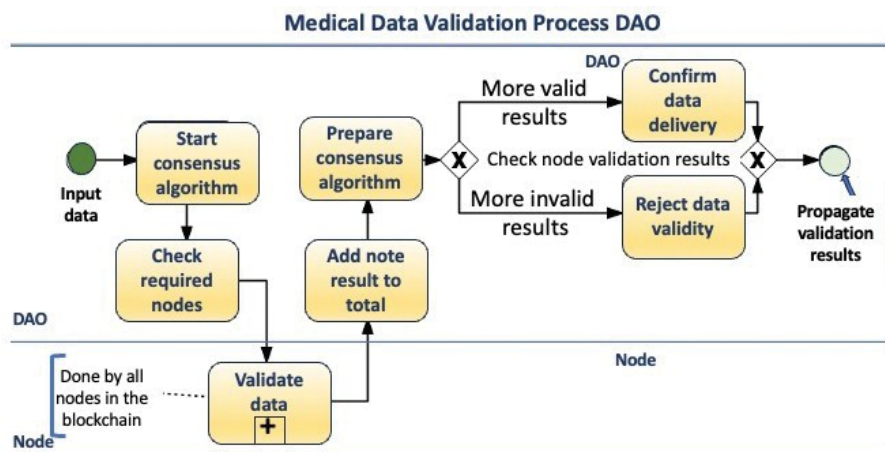 Medical Data Validation Process DAO
DAO
Confirm
data
delivery
More valid
results
Start
consensus
algorithm
Prepare
consensus
algorithm
X
Check node validation results
X
Input
data
More invalid
results
Reject data
validity
Propagate
validation
results
Check
required
nodes
Add note
result to
total
DAO
Node
Done by all
nodes in the
blockchain
Validate
data
+
Node